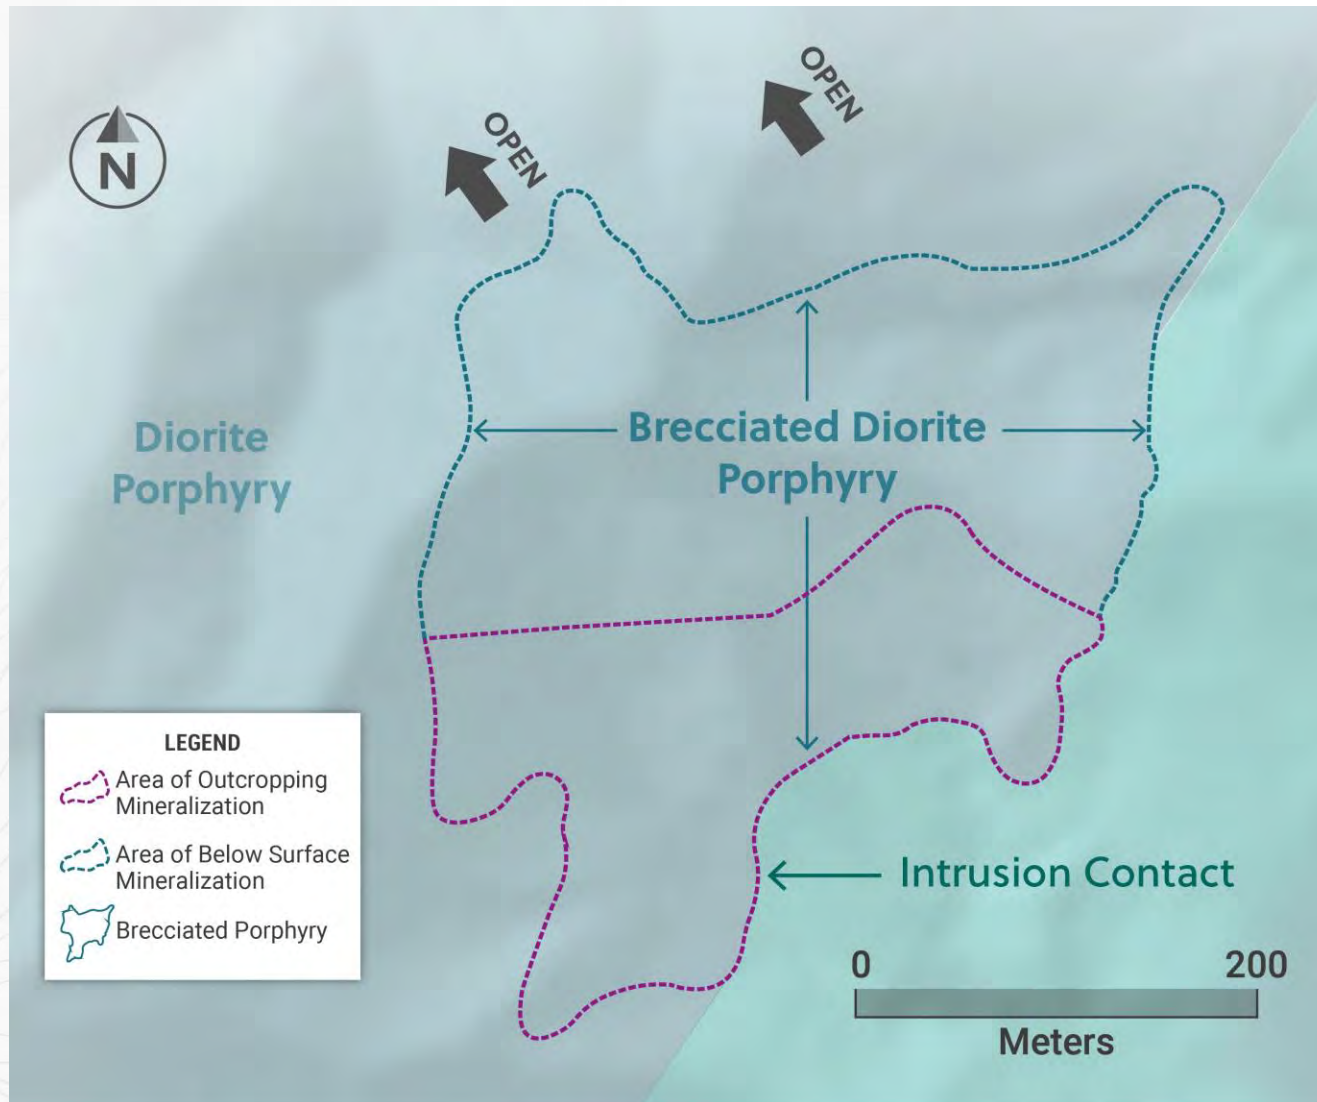 OPEN
OPEN
N
Diorite
Porphyry
Brecciated Diorite
Porphyry
LEGEND
Area of Outcropping
Mineralization
Area of Below Surface
Mineralization
Brecciated Porphyry
Intrusion Contact
0 200
Meters